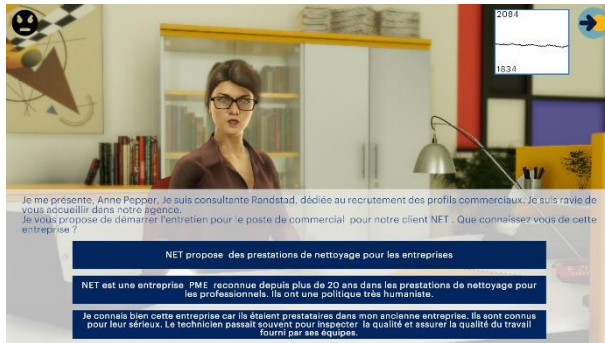 2084
1834
Je me présente, Anne Pepper, Je suis consultante Randstad, dédiée au recrutement des profils commerciaux. Je suis ravie de
vous accueillir dans notre agence.
Je vous propose de démarrer l'entretien pour le poste de commercial pour notre client NET . Que connaissez vous de cette
entreprise ?
NET propose des prestations de nettoyage pour les entreprises
NET est une entreprise PME reconnue depuis plus de 20 ans dans les prestations de nettoyage pour
les professionnels. Ils ont une politique très humaniste.
Je connais bien cette entreprise car ils étaient prestataires dans mon ancienne entreprise. Ils sont connus
pour leur sérieux. Le technicien passait souvent pour inspecter la qualité et assurer la qualité du travail
fourni par ses équipes.